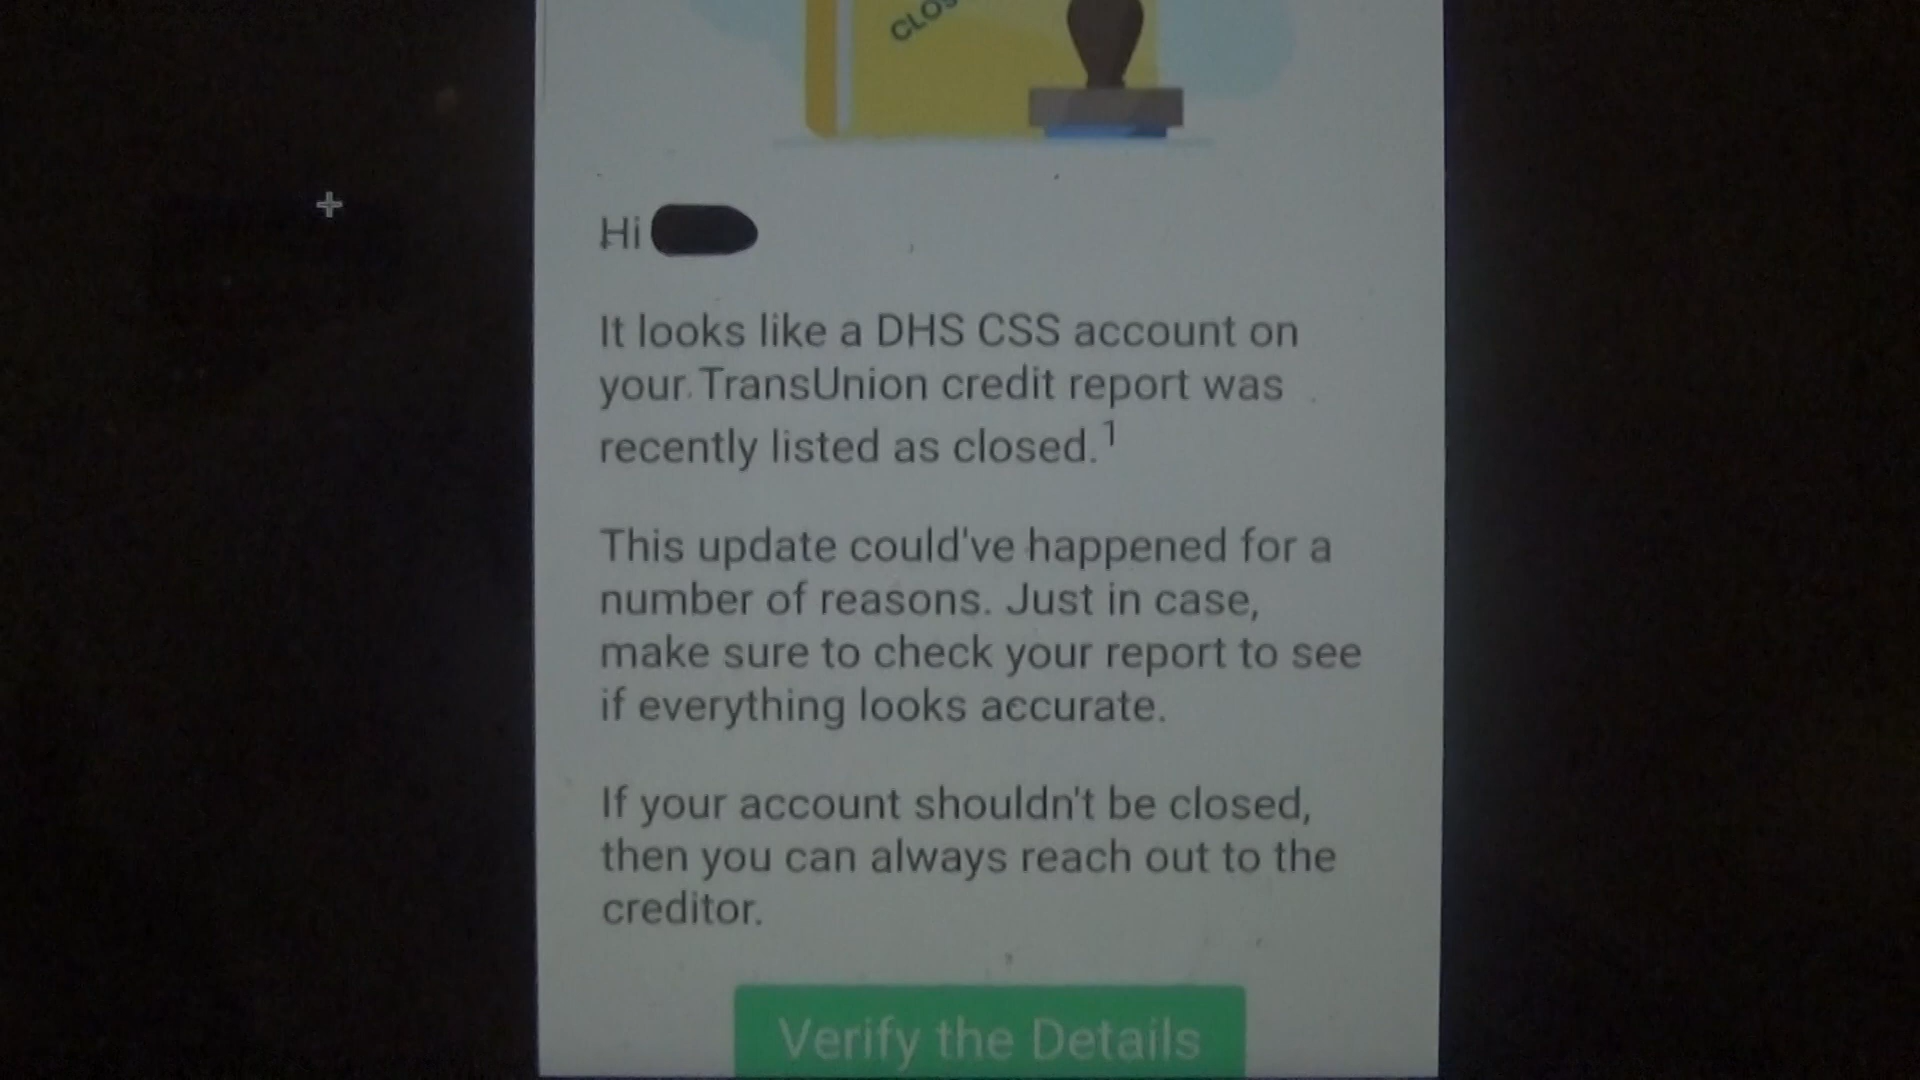 CLOS
Hi
It looks like a DHS CSS account on
your TransUnion credit report was
recently listed as closed.1
This update could've happened for a
number of reasons. Just in case,
make sure to check your report to see
if everything looks accurate.
If your account shouldn't be closed,
then you can always reach out to the
creditor.
Verify the Details